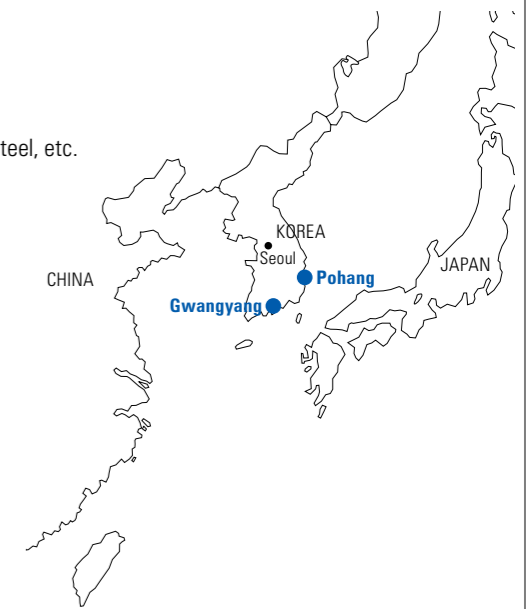 teel, etc.
KOREA
Seoul
CHINA
Pohang
JAPAN
Gwangyang